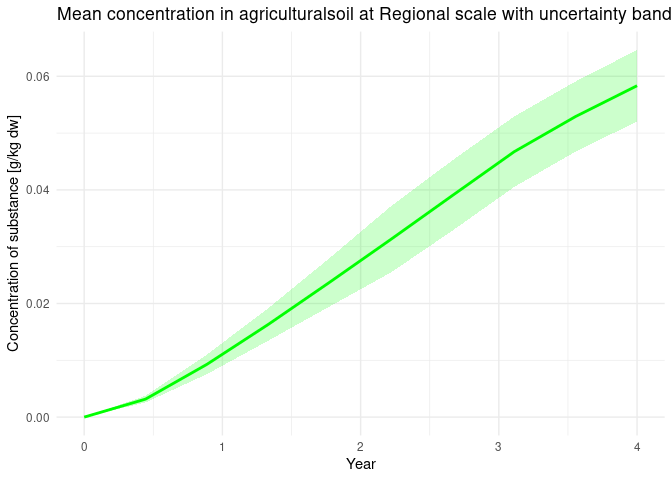 Mean concentration in agriculturalsoil at Regional scale with uncertainty band
Concentration of substance [g/kg dw]
0.06
0.04
0.02
0.00
0 1 2 3 4
Year